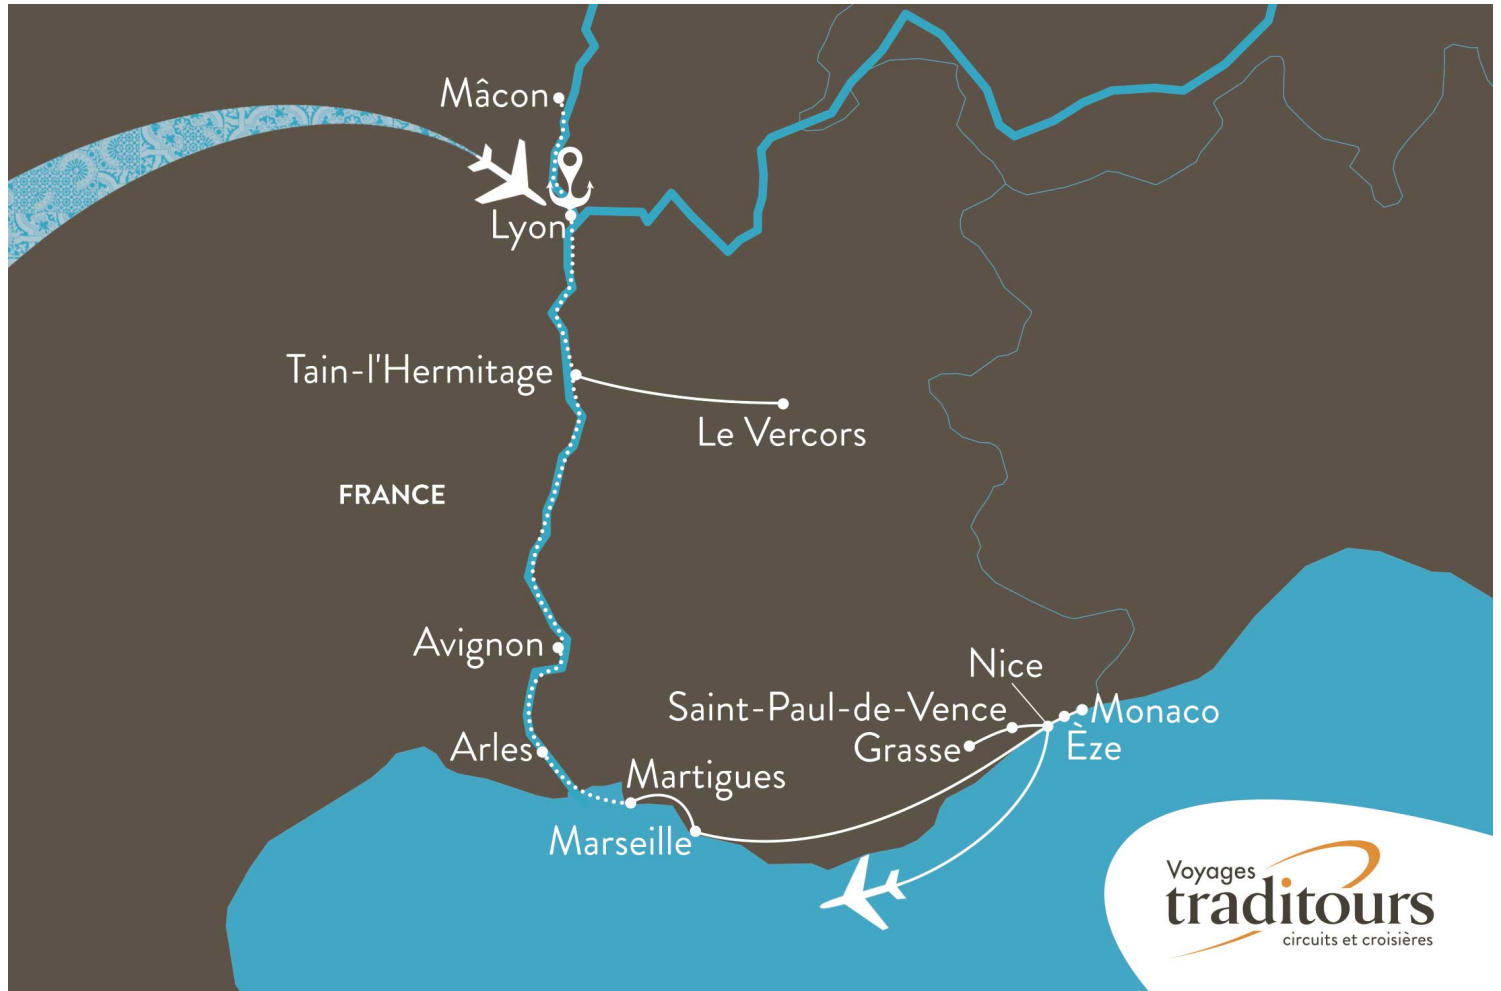 Mâcon
Lyon
Tain-l'Hermitage
Le Vercors
FRANCE
Avignon
Nice
Saint-Paul-de-Vence
Monaco
Grasse
Èze
Arles
Martigues
Marseille
Voyages
traditours
circuits et croisières